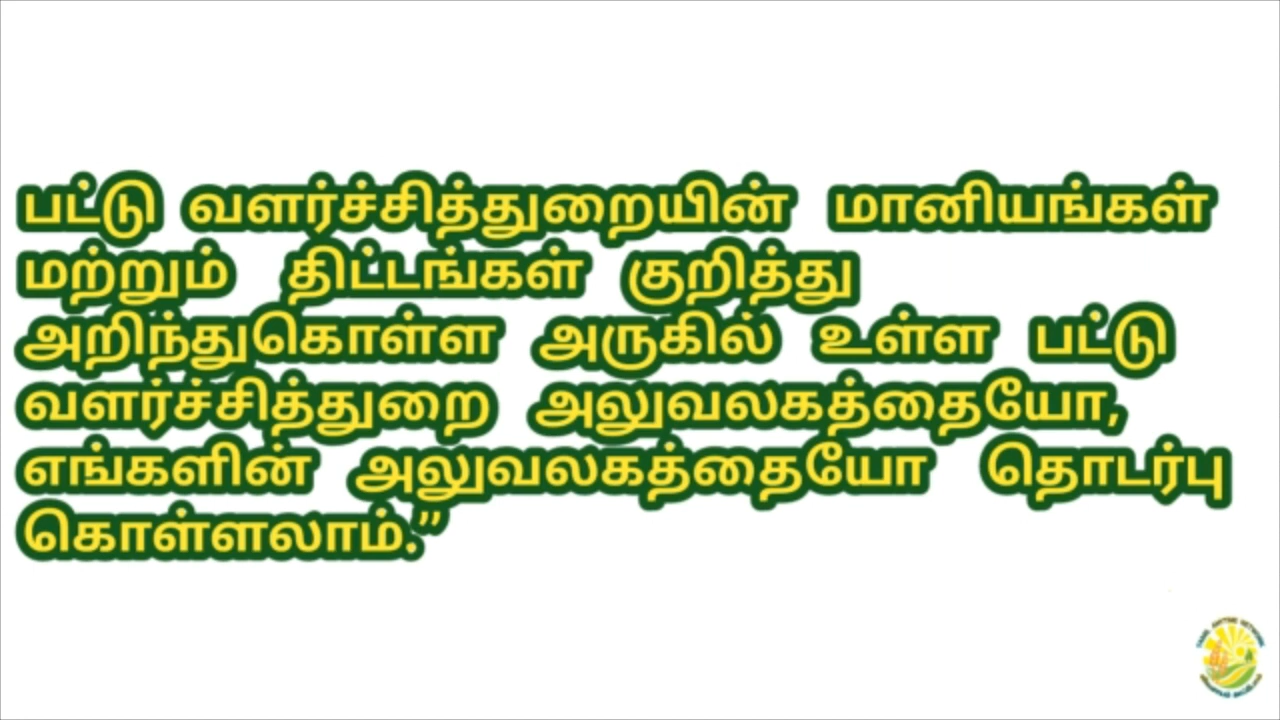 பட்டு வளர்ச்சித்துறையின் மானியங்கள்
மற்றும் திட்டங்கள் குறித்து
அறிந்துகொள்ள அருகில் உள்ள பட்டு
வளர்ச்சித்துறை அலுவலகத்தையோ,
எங்களின் அலுவலகத்தையோ தொடர்பு
கொள்ளலாம்.”